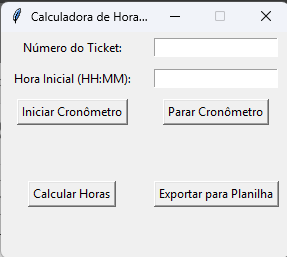 Calculadora de Hora...
Número do Ticket:
Hora Inicial (HH:MM):
Iniciar Cronômetro
Parar Cronômetro
Calcular Horas
Exportar para Planilha